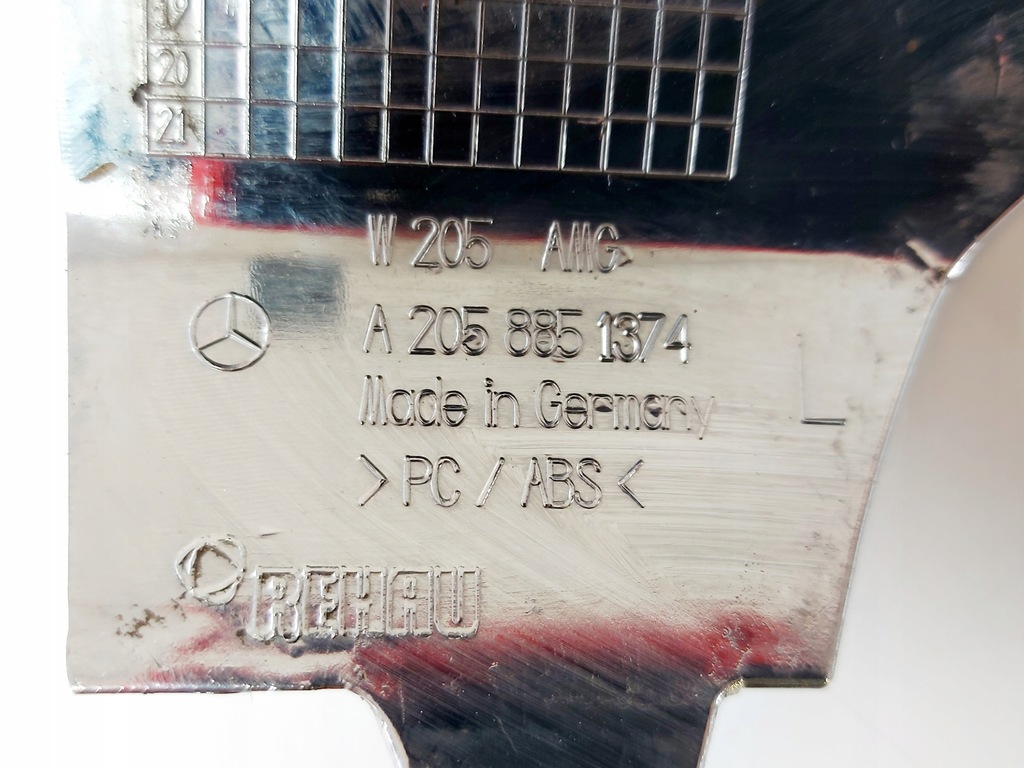 19
20
21
W 205 AMG
A 205 885 1374
L
Made in Germany
>PC / ABS<
REHAU